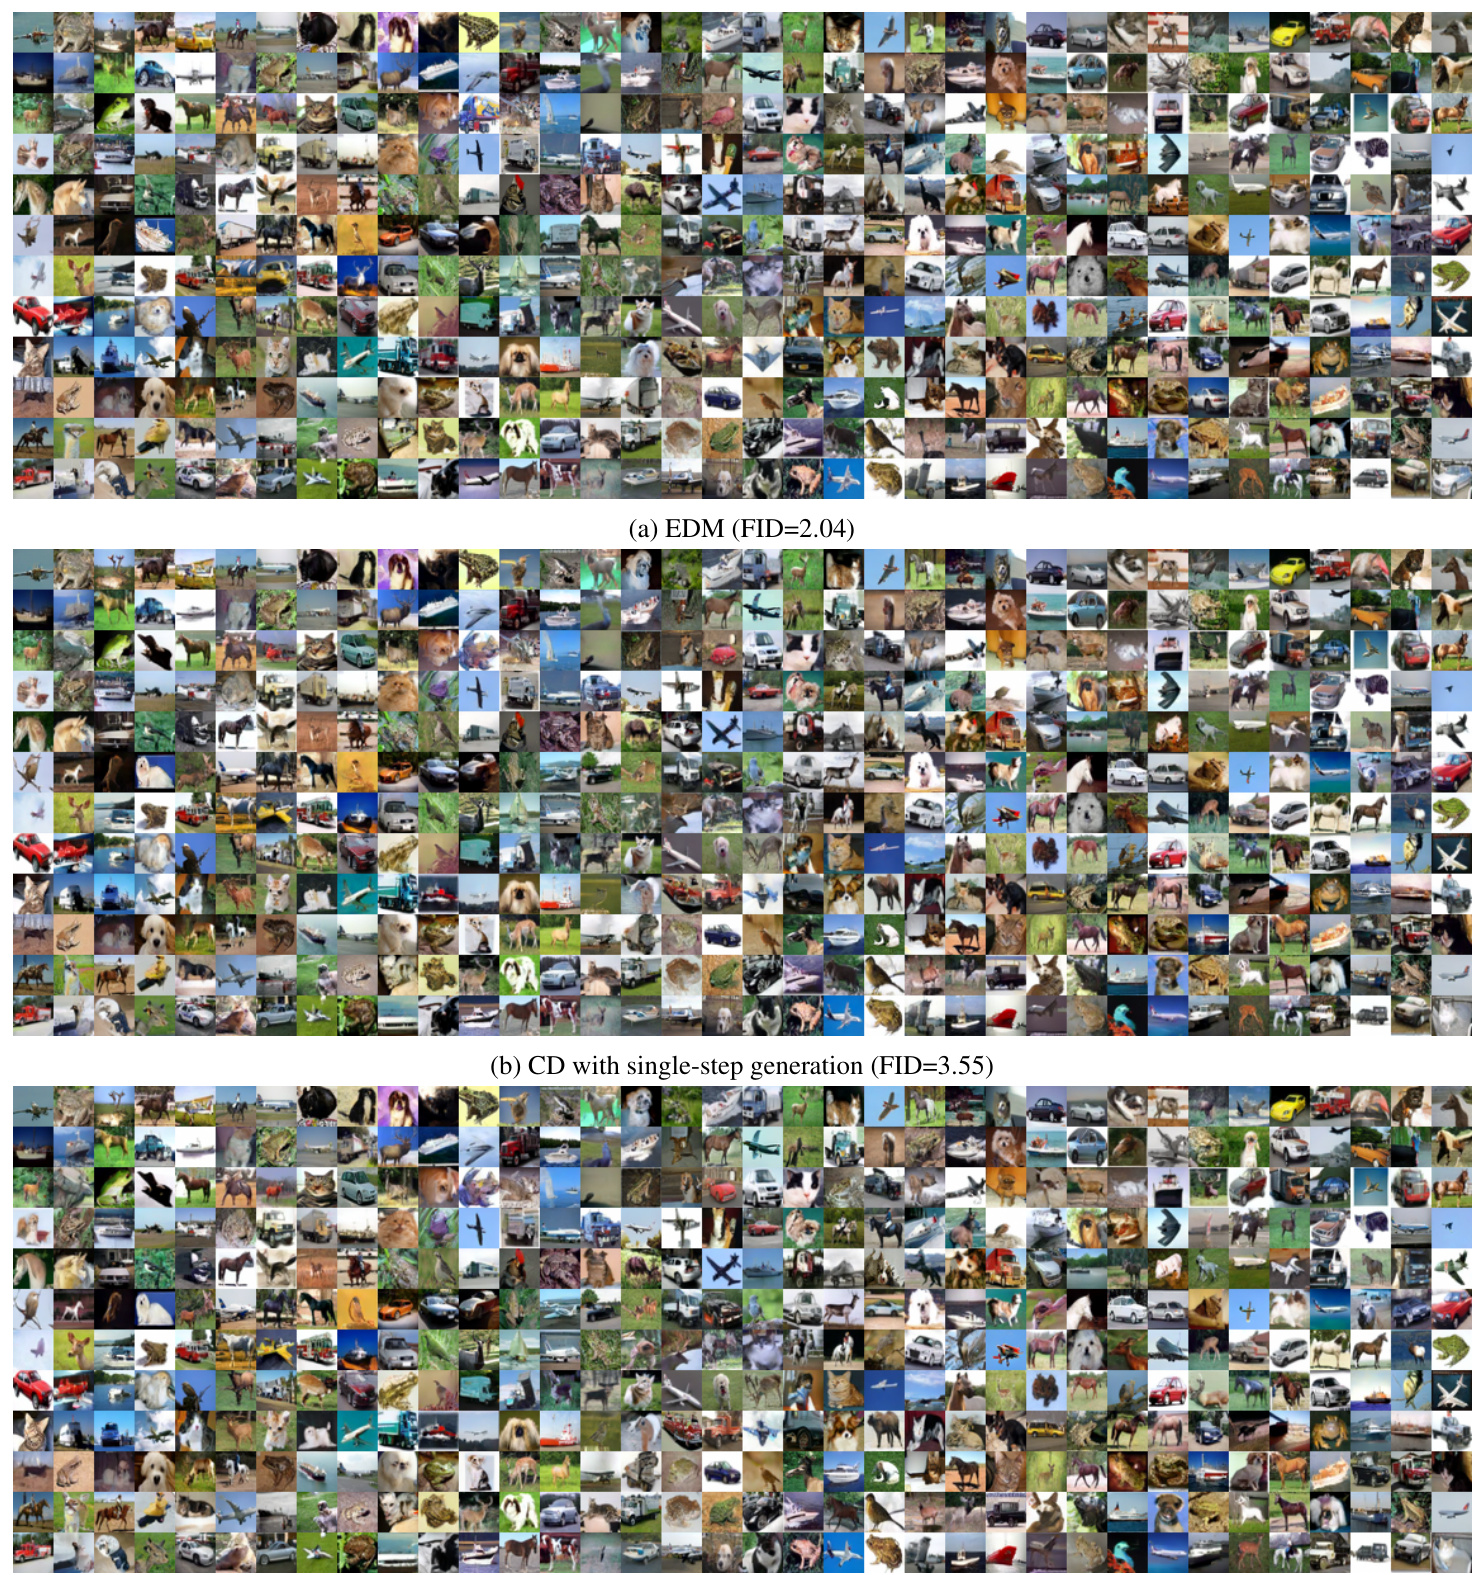 (a) EDM (FID=2.04)
(b) CD with single-step generation (FID=3.55)